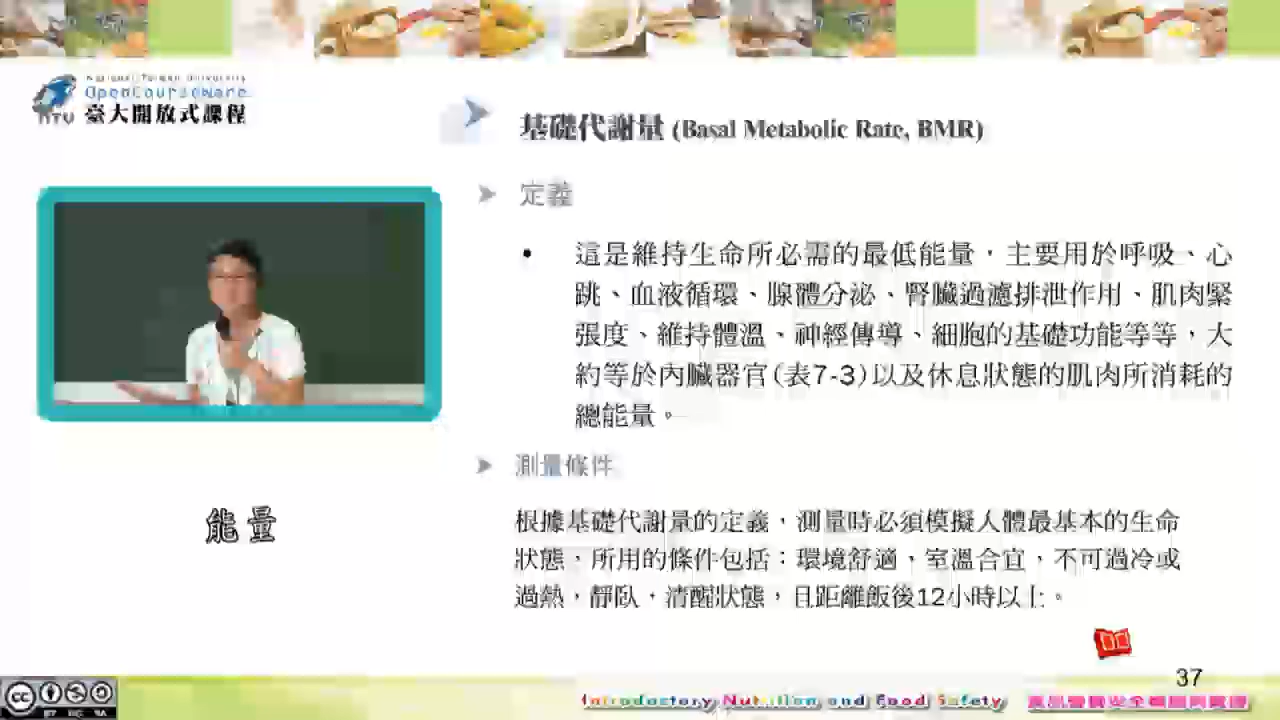 National Taiwan University
OpenCourseWare
臺大開放式課程
基礎代謝量 (Basal Metabolic Rate, BMR)
定義
• 這是維持生命所必需的最低能量，主要用於呼吸、心
跳、血液循環、腺體分泌、腎臟過濾排泄作用、肌肉緊
張度、維持體溫、神經傳導、細胞的基礎功能等等，大
約等於內臟器官(表7-3)以及休息狀態的肌肉所消耗的
總能量。
測量條件
根據基礎代謝量的定義，測量時必須模擬人體最基本的生命
狀態，所用的條件包括：環境舒適，室溫合宜，不可過冷或
過熱，靜臥，清醒狀態，且距離飯後12小時以上。
能量
37
Introductory Nutrition and Food Safety
cc
BY NC SA